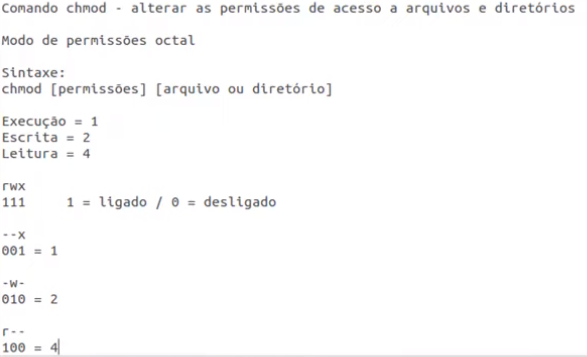 Comando chmod - alterar as permissões de acesso a arquivos e diretórios
Modo de permissões octal
Sintaxe:
chmod [permissões] [arquivo ou diretório]
Execução = 1
Escrita = 2
Leitura = 4
rwx
111 1 = ligado / 0 = desligado
--x
001 = 1
-w-
010 = 2
r--
100 = 4